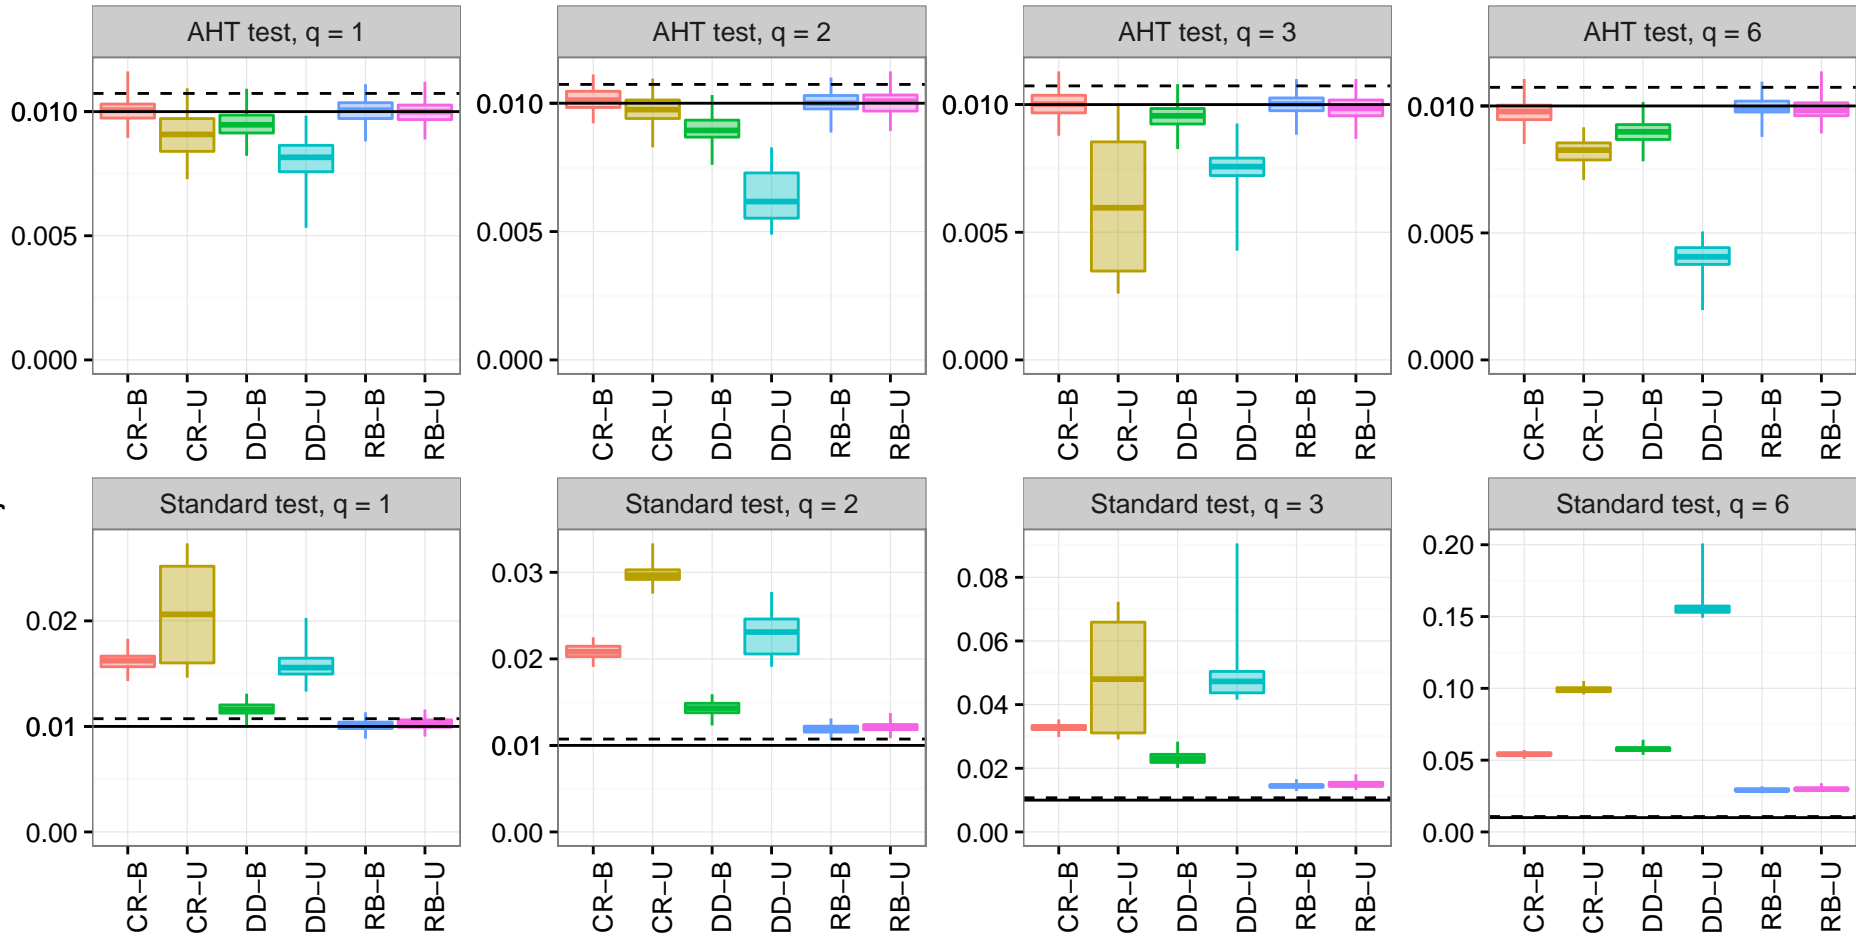 AHT test, q = 1
AHT test, q = 2
AHT test, q = 3
AHT test, q = 6
0.010
0.005
0.000
0.010
0.005
0.000
0.010
0.005
0.000
0.010
0.005
0.000
CR−B
CR−U
DD−B
DD−U
RB−B
RB−U
CR−B
CR−U
DD−B
DD−U
RB−B
RB−U
CR−B
CR−U
DD−B
DD−U
RB−B
RB−U
CR−B
CR−U
DD−B
DD−U
RB−B
RB−U
Standard test, q = 1
Standard test, q = 2
Standard test, q = 3
Standard test, q = 6
0.02
0.01
0.00
0.03
0.02
0.01
0.00
0.08
0.06
0.04
0.02
0.00
0.20
0.15
0.10
0.05
0.00
CR−B
CR−U
DD−B
DD−U
RB−B
RB−U
CR−B
CR−U
DD−B
DD−U
RB−B
RB−U
CR−B
CR−U
DD−B
DD−U
RB−B
RB−U
CR−B
CR−U
DD−B
DD−U
RB−B
RB−U